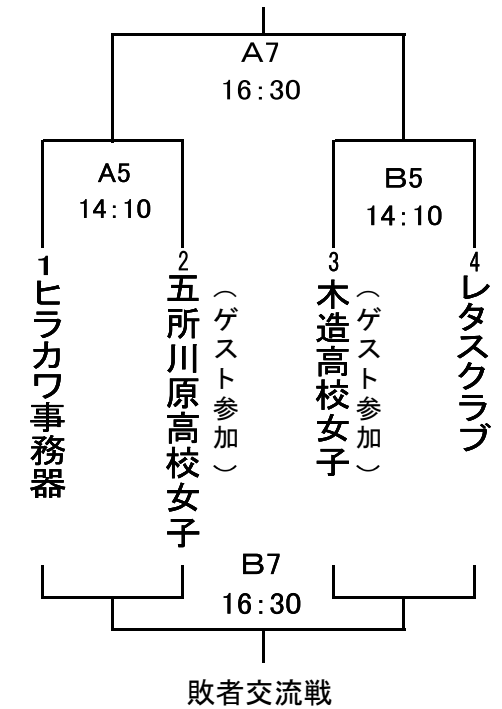 A7
16:30
A5
14:10
B5
14:10
1ヒラカワ事務器
2五所川原高校女子
（ゲスト参加）
3木造高校女子
（ゲスト参加）
4レタスクラブ
B7
16:30
敗者交流戦